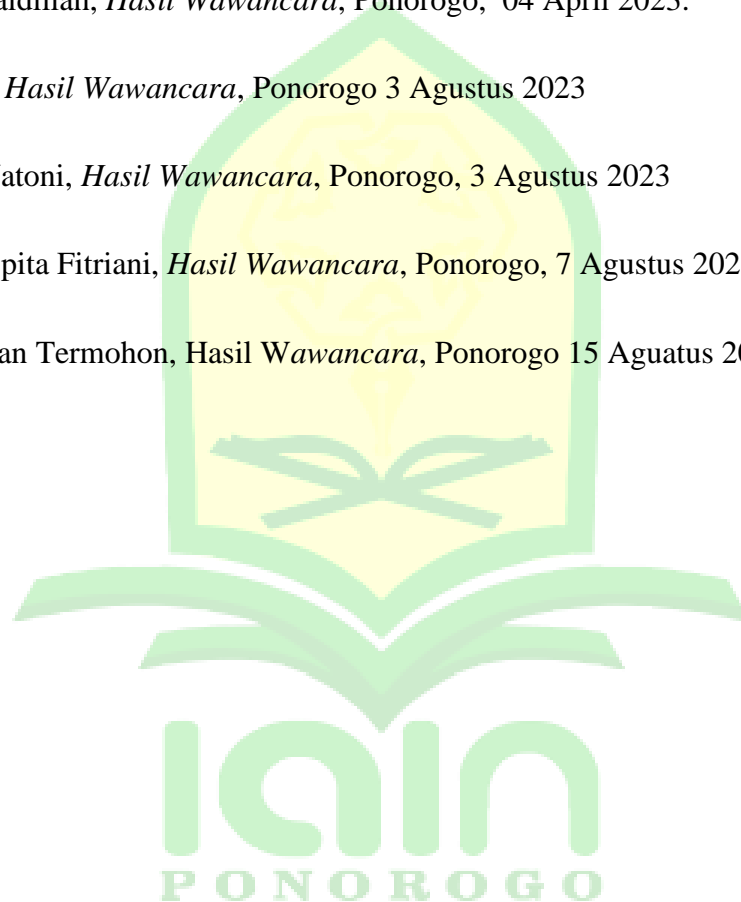 Hasil Wawancara, Ponorogo, 04 April 2023.
Hasil Wawancara, Ponorogo 3 Agustus 2023
Hasil Wawancara, Ponorogo, 3 Agustus 2023
Fitriani, Hasil Wawancara, Ponorogo, 7 Agustus
Termohon, Hasil Wawancara, Ponorogo 15 Aguatus
iain
PONOROGO